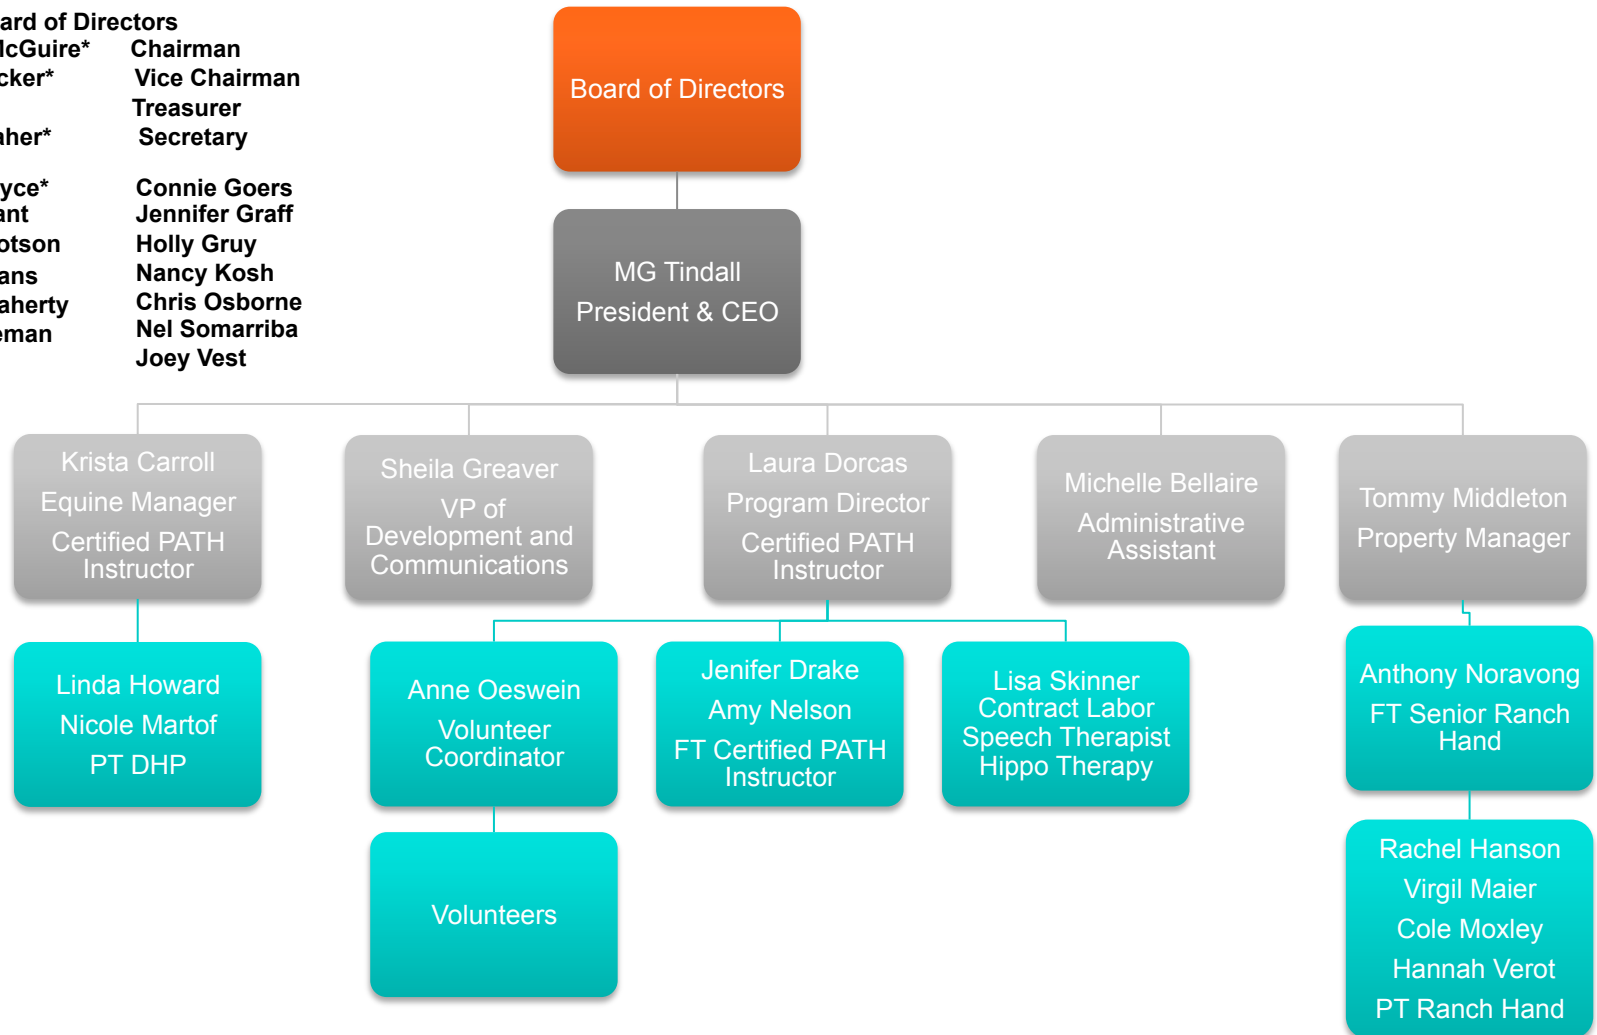 ard of Directors
McGuire* Chairman
cker* Vice Chairman
Treasurer
aher* Secretary
yce* Connie Goers
ant Jennifer Graff
otson Holly Gruy
ans Nancy Kosh
aherty Chris Osborne
eman Nel Somarriba
Joey Vest
Board of Directors
MG Tindall
President & CEO
Krista Carroll
Equine Manager
Certified PATH
Instructor
Sheila Greaver
VP of
Development and
Communications
Laura Dorcas
Program Director
Certified PATH
Instructor
Michelle Bellaire
Administrative
Assistant
Tommy Middleton
Property Manager
Linda Howard
Nicole Martof
PT DHP
Anne Oeswein
Volunteer
Coordinator
Jenifer Drake
Amy Nelson
FT Certified PATH
Instructor
Lisa Skinner
Contract Labor
Speech Therapist
Hippo Therapy
Anthony Noravong
FT Senior Ranch
Hand
Volunteers
Rachel Hanson
Virgil Maier
Cole Moxley
Hannah Verot
PT Ranch Hand